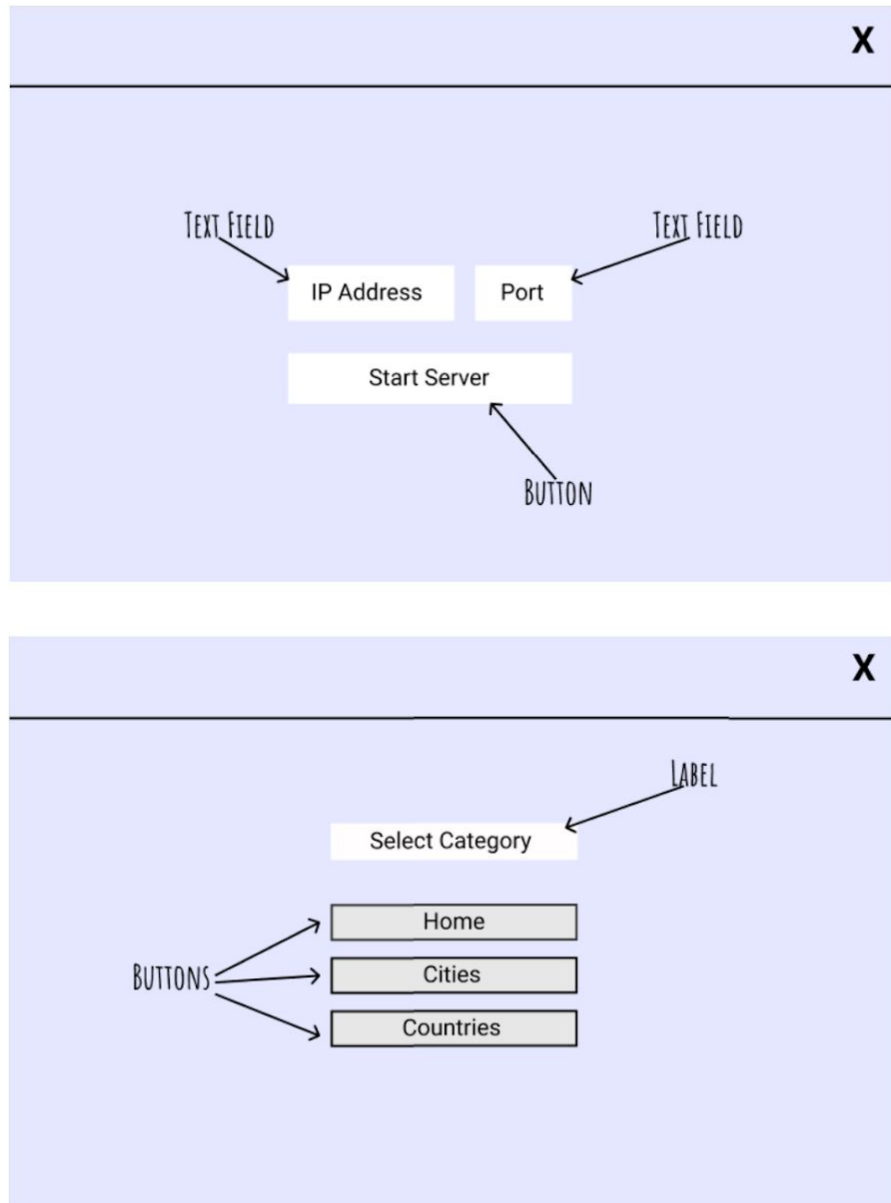 X
Text Field
Text Field
IP Address
Port
Start Server
Button
X
Label
Select Category
Home
Buttons
Cities
Countries